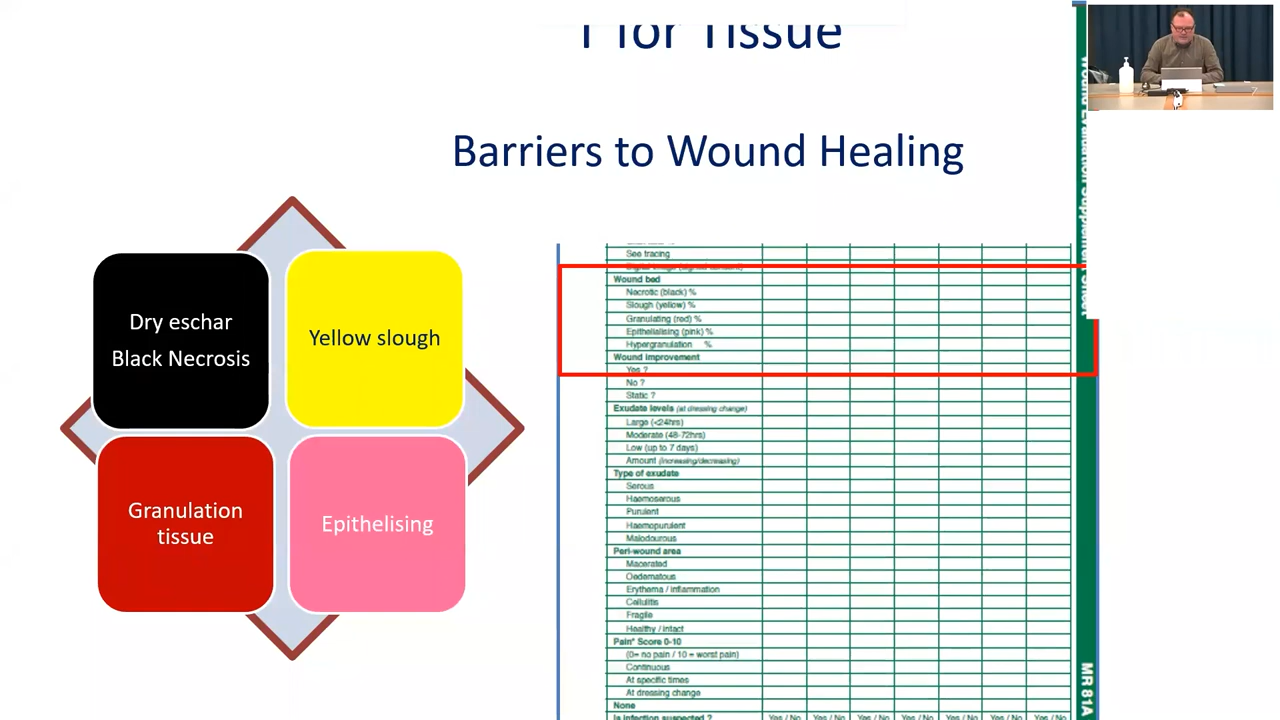 T for Tissue
Barriers to Wound Healing
Dry eschar
Black Necrosis
Yellow slough
Granulation
tissue
Epithelising
See tracing
Wound bed
Necrotic (black) %
Slough (yellow) %
Granulating (red) %
Epithelialising (pink) %
Hypergranulation %
Wound improvement
Yes ?
No ?
Static ?
Exudate levels (at dressing change)
Large (<24hrs)
Moderate (48-72hrs)
Low (up to 7 days)
Amount (increasing/decreasing)
Type of exudate
Serous
Haemoserous
Purulent
Haemopurulent
Malodourous
Peri-wound area
Macerated
Oedematous
Erythema / inflammation
Cellulitis
Fragile
Healthy / intact
Pain* Score 0-10
(0= no pain / 10 = worst pain)
Continuous
At specific times
At dressing change
None
Is infection suspected ? Yes / No Yes / No Yes / No Yes / No Yes / No Yes / No Yes / No
Wound Evaluation Supplement Sheet
MR 81A